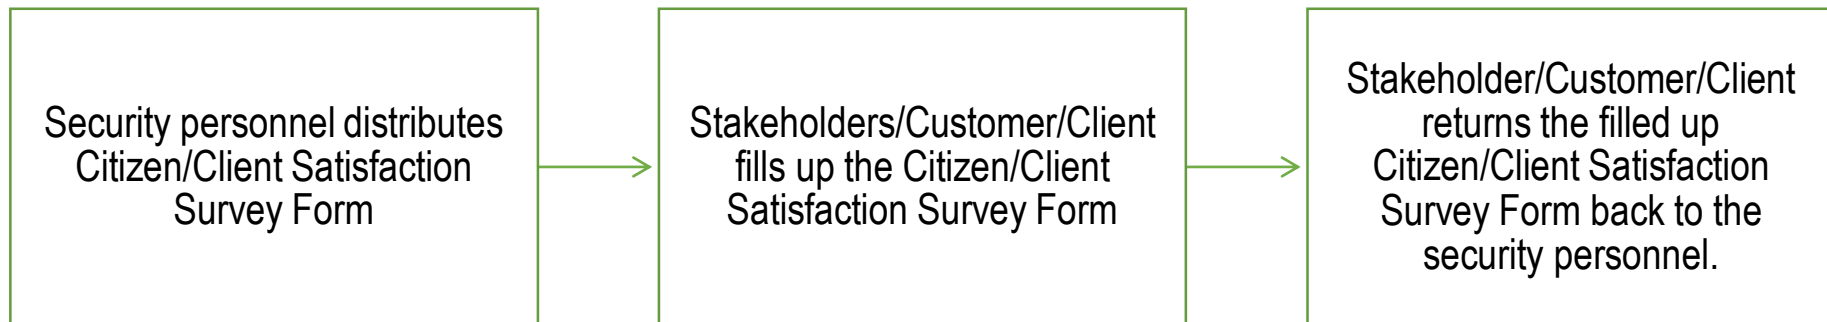 Security personnel distributes
Citizen/Client Satisfaction
Survey Form
Stakeholders/Customer/Client
fills up the Citizen/Client
Satisfaction Survey Form
Stakeholder/Customer/Client
returns the filled up
Citizen/Client Satisfaction
Survey Form back to the
security personnel.